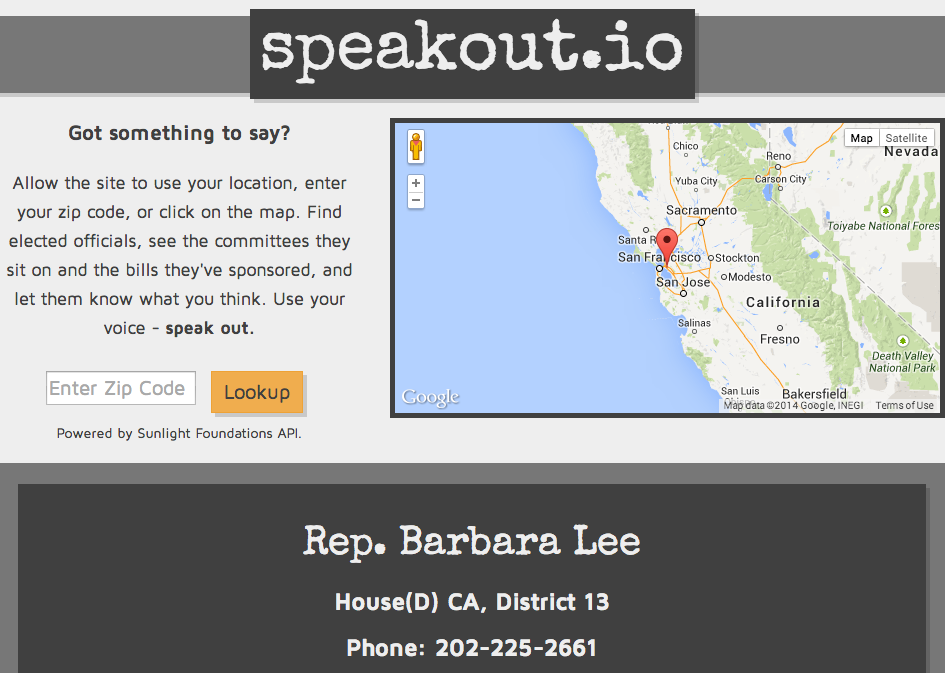 speakout.io
Got something to say?
Allow the site to use your location, enter
your zip code, or click on the map. Find
elected officials, see the committees they
sit on and the bills they've sponsored, and
let them know what you think. Use your
voice - speak out.
Enter Zip Code
Lookup
Powered by Sunlight Foundations API.
Map
Satellite
Chico
Reno
Nevada
Yuba City
Carson City
Sacramento
Toiyabe National Fores
Santa R
San Francisco
Stockton
Modesto
San Jose
California
Salinas
Fresno
Death Valley
National Park
San Luis
Bakersfield
Google
Map data ©2014 Google, INEGI
Terms of Use
Rep. Barbara Lee
House(D) CA, District 13
Phone: 202-225-2661